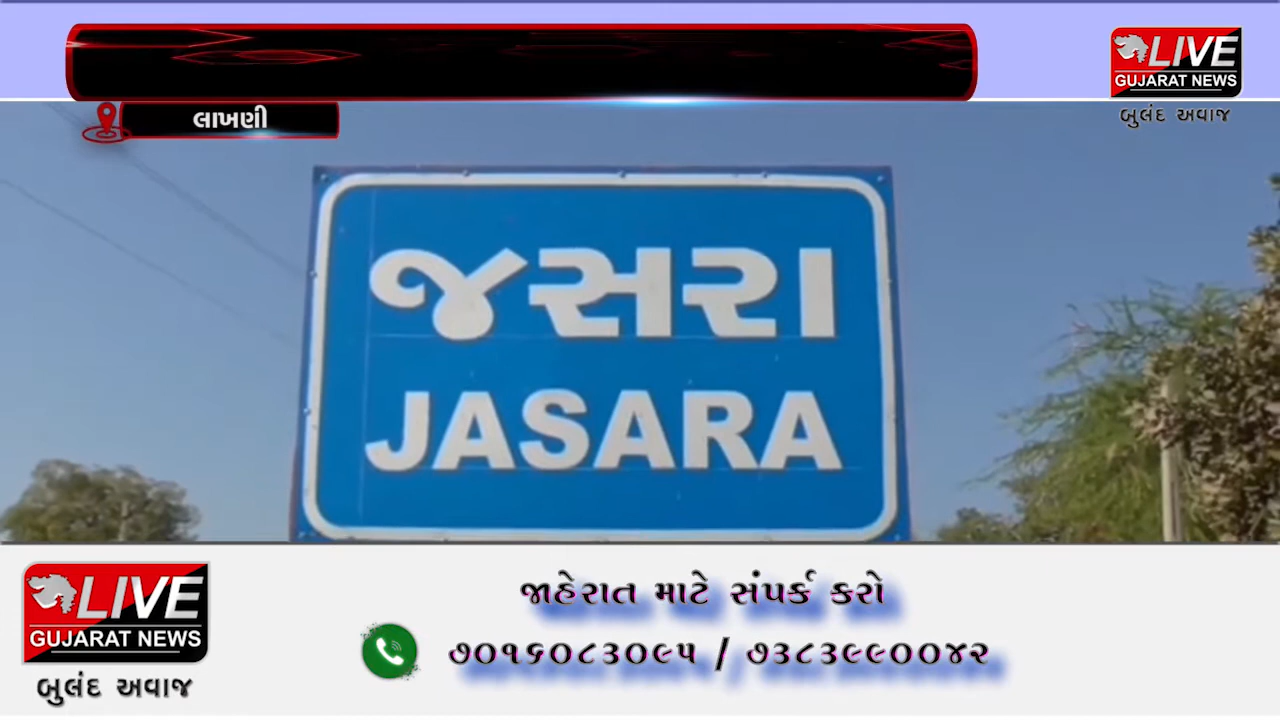 LIVE
GUJARAT NEWS
બુલંદ અવાજ
લાખણી
જસરા
JASARA
LIVE
GUJARAT NEWS
બુલંદ અવાજ
જાહેરાત માટે સંપર્ક કરો
૭૦૧૬૦૮૩૦૯૫ / ૭૩૮૩૯૯૦૦૪૨